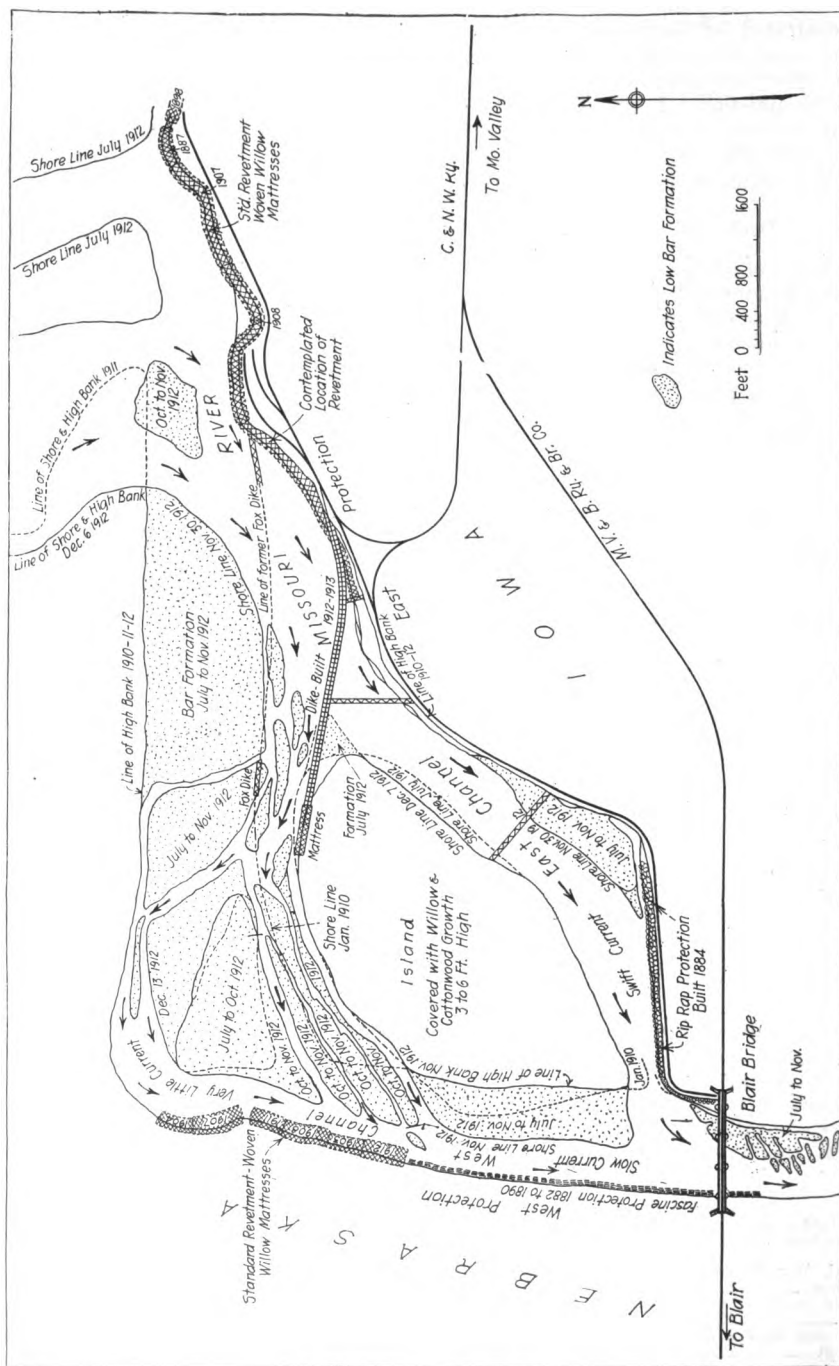 Shore Line July 1912
Shore Line July 1912
Line of Shore & High Bank 1911
Line of Shore & High Bank
Dec. 6 1912
Oct to Nov.
1912
RIVER
1898
1887
1907
Std. Revetment
Woven Willow
Mattresses
1908
Contemplated
Location of
Revetment
Line of High Bank 1910-11-12
Bar Formation
July to Nov. 1912
Shore Line Nov. 30 1912
Line of former Fox Dike
MISSOURI
Protection
Dike-Built
1912-1913
East
Line of High Bank
1910-12
July to Nov. 1912
Fox Dike
Mattress
Formation
July 1912
Shore Line July 1912
Shore Line Dec. 7 1912
Channel
East
Shore Line Nov. 30 1912
July to Nov. 1912
Dec. 13 1912
July to Oct 1912
Shore Line
Jan. 1910
Very Little Current
Oct to Nov. 1912
Oct to Nov. 1912
Oct to Nov 1912
Oct to Nov.
1912
1912
Island
Covered with Willow &
Cottonwood Growth
3 to 6 Ft. High
Swift Current
Rip Rap Protection
Built 1884
Line of High Bank Nov. 1912
July to Nov. 1912
Shore Line Nov. 1912
Jan. 1910
Channel
West
Slow Current
Standard Revetment-Woven
Willow Mattresses
West Protection
Fascine Protection 1882 to 1890
NEBRASKA
Blair Bridge
July to Nov.
To Blair
IOWA
M.V. & B. Ry. & Br. Co.
C. & N. W. Ky.
To Mo. Valley
N
Indicates Low Bar Formation
Feet 0 400 800 1600